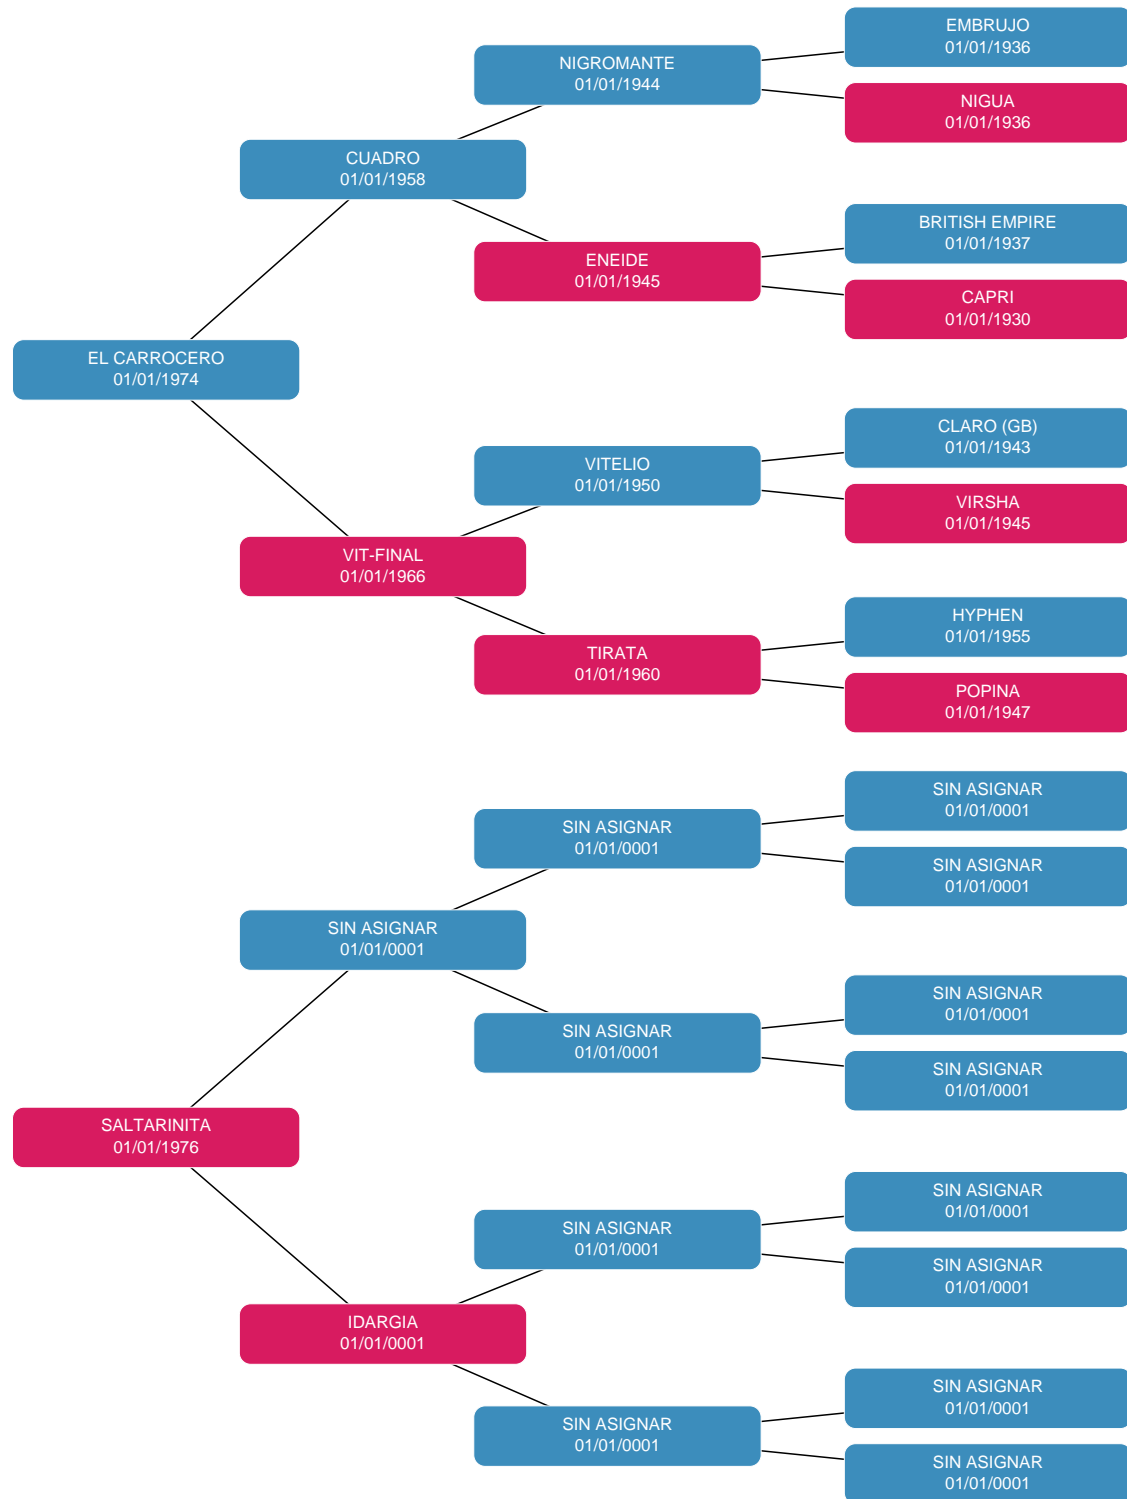 EMBRUJO
01/01/1936
NIGROMANTE
01/01/1944
NIGUA
01/01/1936
CUADRO
01/01/1958
BRITISH EMPIRE
01/01/1937
ENEIDE
01/01/1945
CAPRI
01/01/1930
EL CARROCERO
01/01/1974
CLARO (GB)
01/01/1943
VITELIO
01/01/1950
VIRSHA
01/01/1945
VIT-FINAL
01/01/1966
HYPHEN
01/01/1955
TIRATA
01/01/1960
POPINA
01/01/1947
SIN ASIGNAR
01/01/0001
SIN ASIGNAR
01/01/0001
SIN ASIGNAR
01/01/0001
SIN ASIGNAR
01/01/0001
SIN ASIGNAR
01/01/0001
SIN ASIGNAR
01/01/0001
SIN ASIGNAR
01/01/0001
SALTARINITA
01/01/1976
SIN ASIGNAR
01/01/0001
SIN ASIGNAR
01/01/0001
SIN ASIGNAR
01/01/0001
IDARGIA
01/01/0001
SIN ASIGNAR
01/01/0001
SIN ASIGNAR
01/01/0001
SIN ASIGNAR
01/01/0001